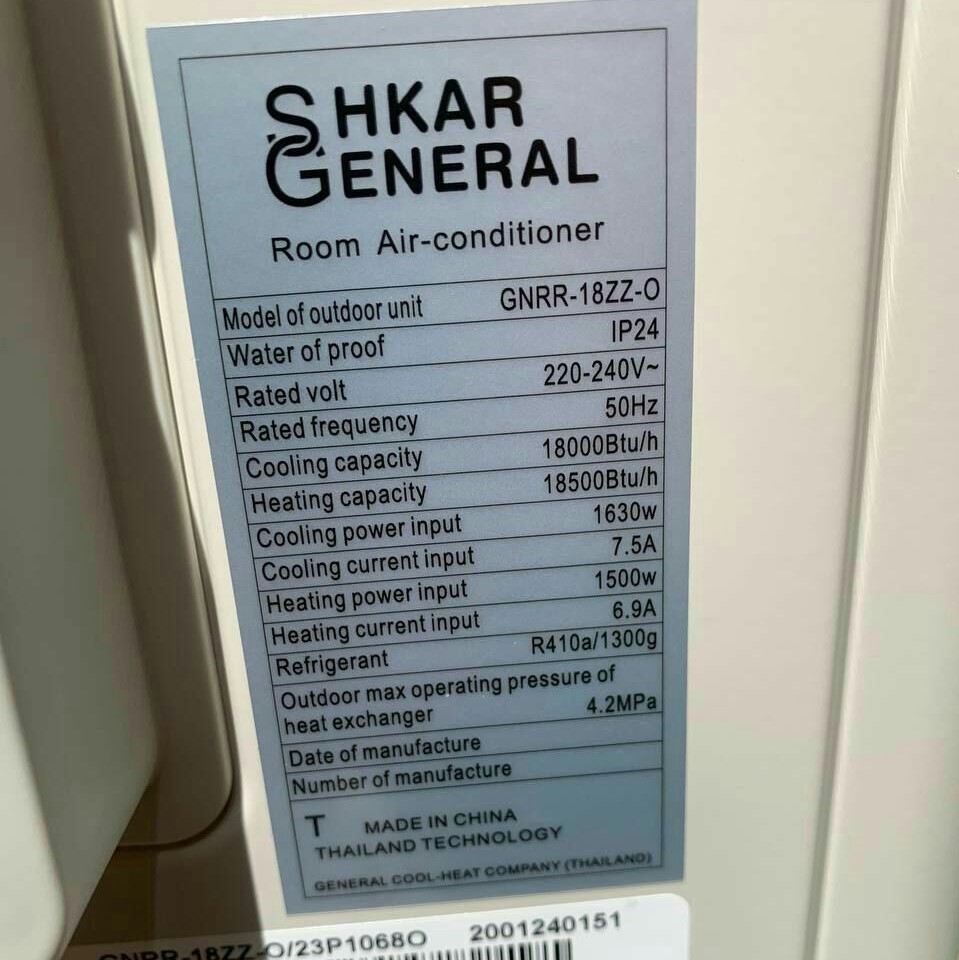 SHKAR
GENERAL
Room Air-conditioner
Model of outdoor unit GNRR-18ZZ-O
Water of proof IP24
Rated volt 220-240V~
Rated frequency 50Hz
Cooling capacity 18000Btu/h
Heating capacity 18500Btu/h
Cooling power input 1630w
Cooling current input 7.5A
Heating power input 1500w
Heating current input 6.9A
Refrigerant R410a/1300g
Outdoor max operating pressure of
heat exchanger 4.2MPa
Date of manufacture
Number of manufacture
T MADE IN CHINA
THAILAND TECHNOLOGY
GENERAL COOL-HEAT COMPANY (THAILAND)
GNRR-18ZZ-O/23P1068O 2001240151